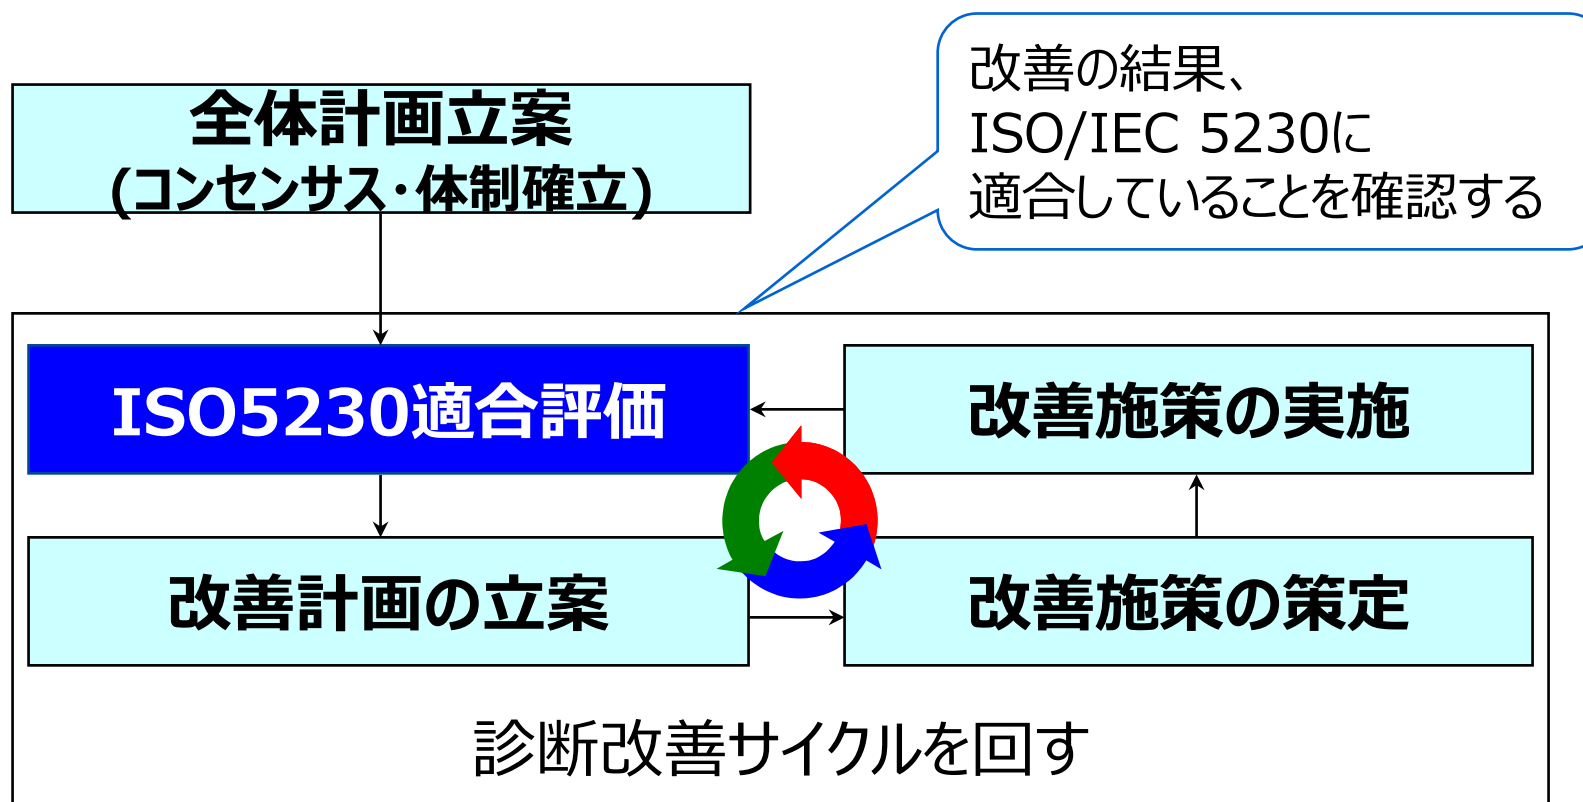 全体計画立案
(コンセンサス・体制確立)
改善の結果、
ISO/IEC 5230に
適合していることを確認する
ISO5230適合評価
改善施策の実施
改善計画の立案
改善施策の策定
診断改善サイクルを回す